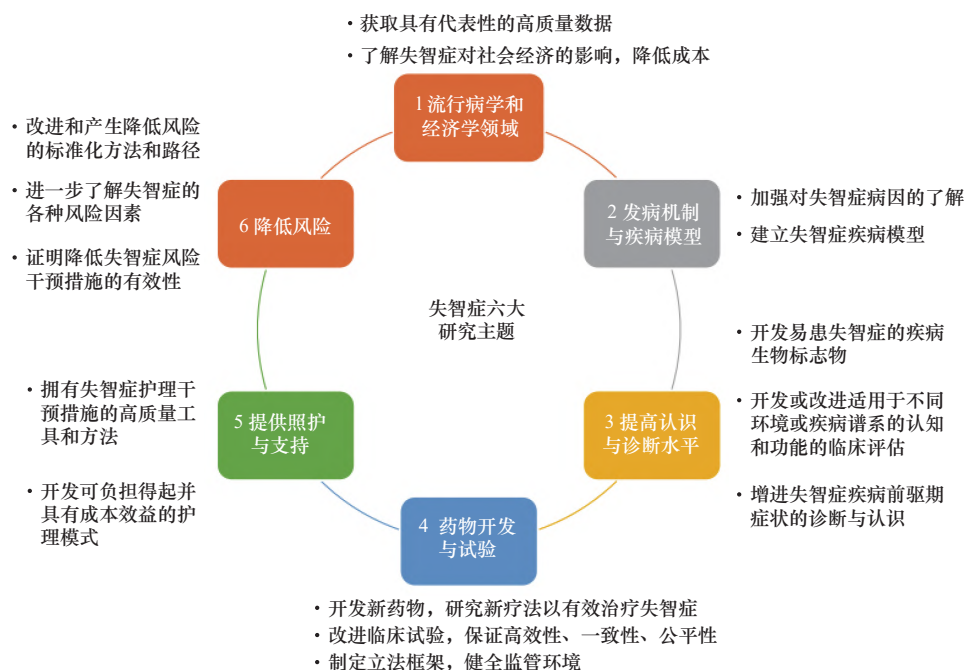 · 获取具有代表性的高质量数据
· 了解失智症对社会经济的影响，降低成本
1 流行病学和
经济学领域
2 发病机制
与疾病模型
· 加强对失智症病因的了解
· 建立失智症疾病模型
失智症六大
研究主题
3 提高认识
与诊断水平
· 开发易患失智症的疾病
生物标志物
· 开发或改进适用于不同
环境或疾病谱系的认知
和功能的临床评估
· 增进失智症疾病前驱期
症状的诊断与认识
4 药物开发
与试验
· 开发新药物，研究新疗法以有效治疗失智症
· 改进临床试验，保证高效性、一致性、公平性
· 制定立法框架，健全监管环境
5 提供照护
与支持
· 拥有失智症护理干
预措施的高质量工
具和方法
· 开发可负担得起并
具有成本效益的护
理模式
6 降低风险
· 改进和产生降低风险
的标准化方法和路径
· 进一步了解失智症的
各种风险因素
· 证明降低失智症风险
干预措施的有效性